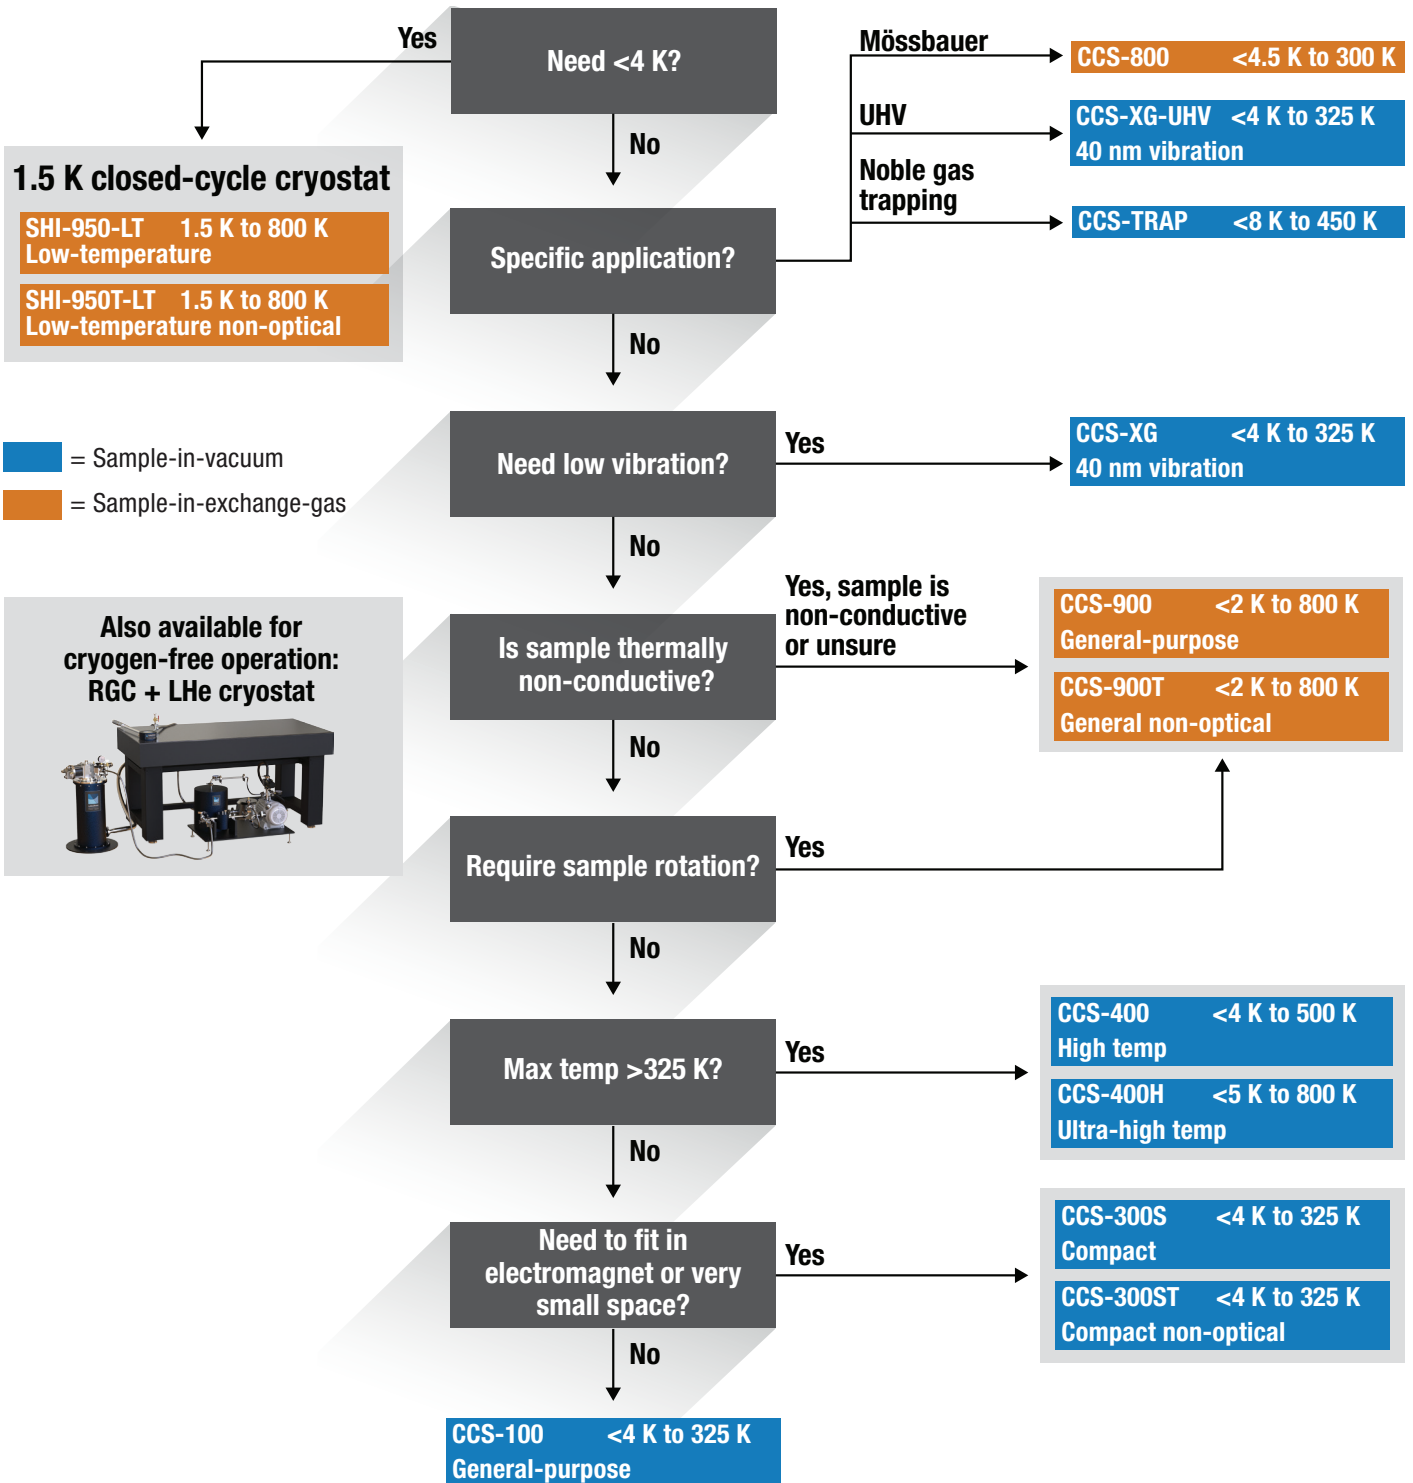 Yes
Need <4 K?
Mössbauer
CCS-800 <4.5 K to 300 K
UHV
CCS-XG-UHV <4 K to 325 K
40 nm vibration
No
Noble gas
trapping
CCS-TRAP <8 K to 450 K
1.5 K closed-cycle cryostat
SHI-950-LT 1.5 K to 800 K
Low-temperature
SHI-950T-LT 1.5 K to 800 K
Low-temperature non-optical
Specific application?
No
= Sample-in-vacuum
= Sample-in-exchange-gas
Need low vibration?
Yes
CCS-XG <4 K to 325 K
40 nm vibration
No
Also available for
cryogen-free operation:
RGC + LHe cryostat
Is sample thermally
non-conductive?
Yes, sample is
non-conductive
or unsure
CCS-900 <2 K to 800 K
General-purpose
CCS-900T <2 K to 800 K
General non-optical
No
Require sample rotation?
Yes
No
Max temp >325 K?
Yes
CCS-400 <4 K to 500 K
High temp
CCS-400H <5 K to 800 K
Ultra-high temp
No
Need to fit in
electromagnet or very
small space?
Yes
CCS-300S <4 K to 325 K
Compact
CCS-300ST <4 K to 325 K
Compact non-optical
No
CCS-100 <4 K to 325 K
General-purpose